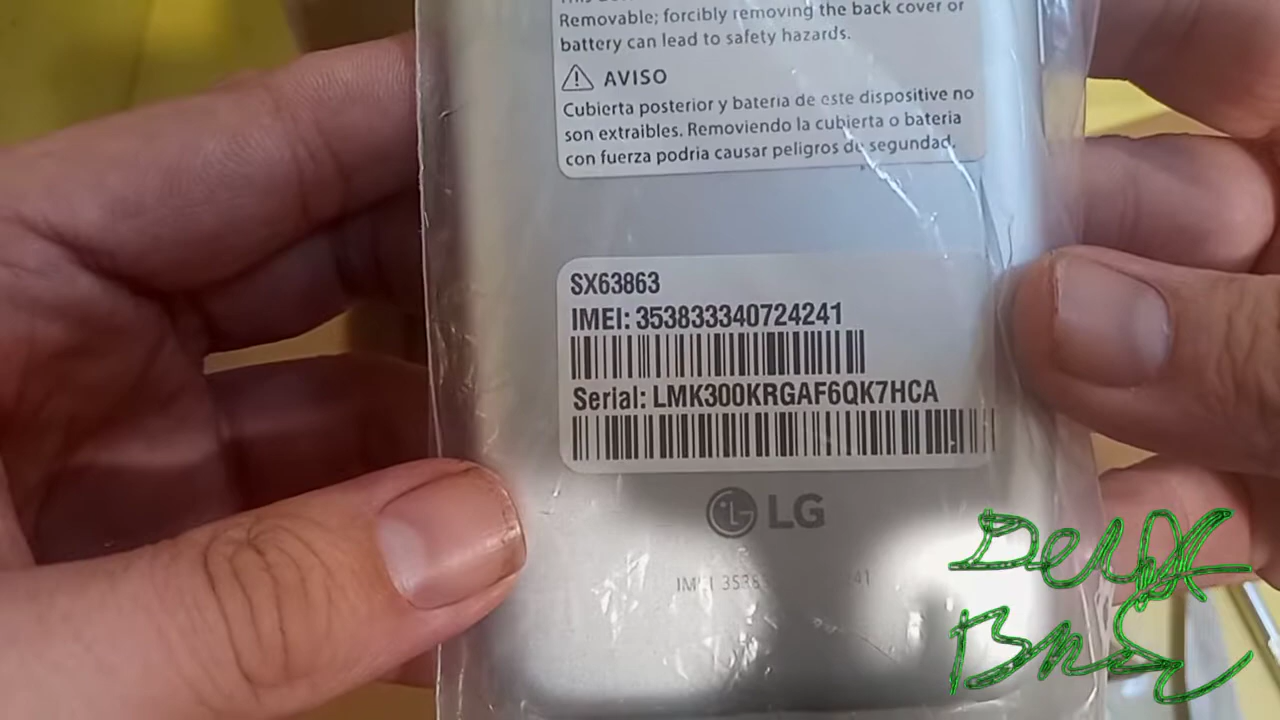 Removable; forcibly removing the back cover or
battery can lead to safety hazards.
AVISO
Cubierta posterior y bateria de este dispositive no
son extraibles. Removiendo la cubierta o bateria
con fuerza podria causar peligros de segundad.
SX63863
IMEI: 353833340724241
Serial: LMK300KRGAF6QK7HCA
LG
41